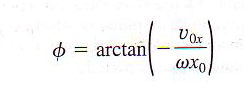 ϕ = arctan(− v₀ₓ / ωx₀)